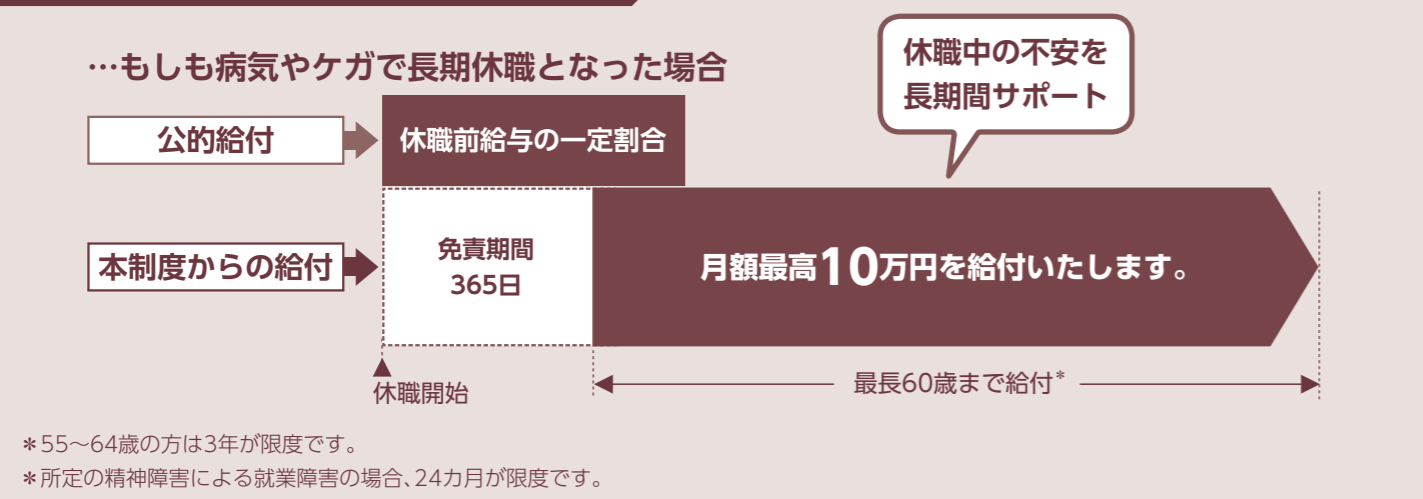 …もしも病気やケガで長期休職となった場合
休職中の不安を
長期間サポート
公的給付
休職前給与の一定割合
本制度からの給付
免責期間
365日
月額最高10万円を給付いたします。
休職開始
最長60歳まで給付*
*55~64歳の方は3年が限度です。
*所定の精神障害による就業障害の場合、24カ月が限度です。